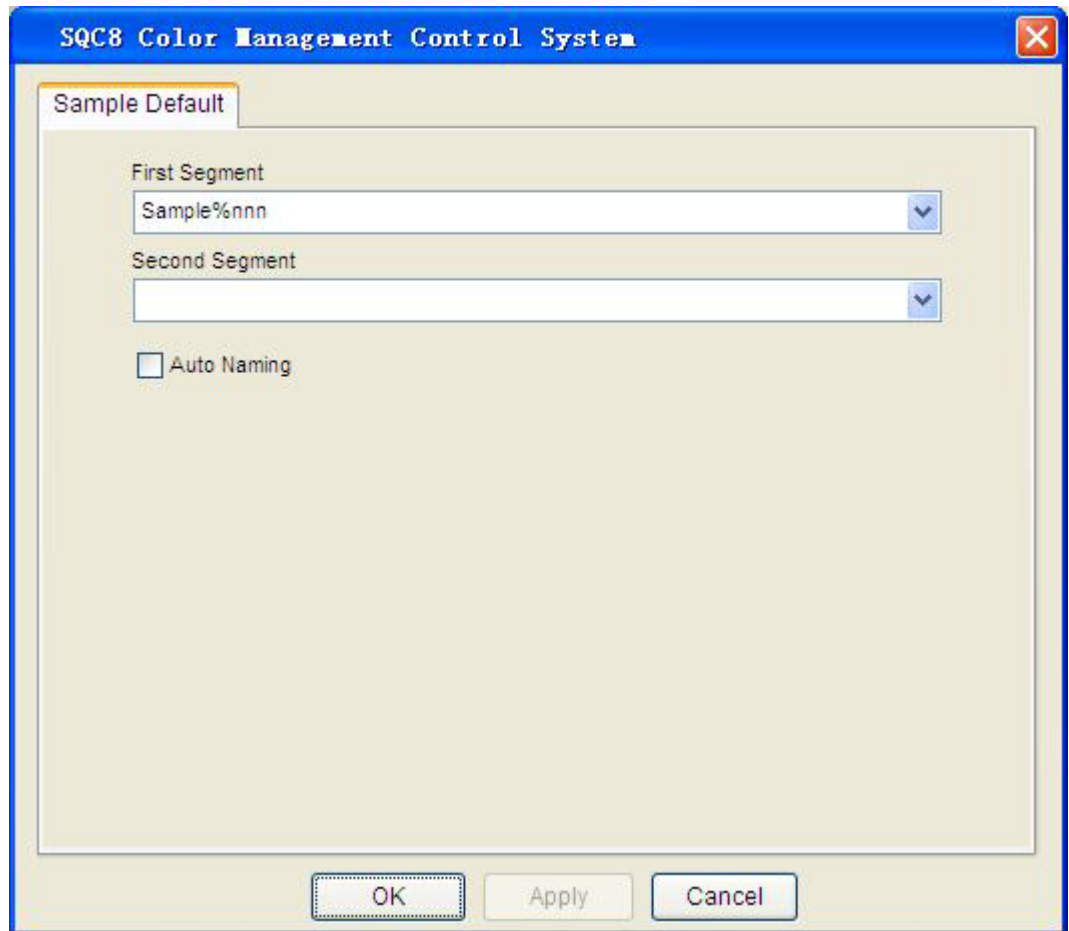 SQC8 Color Management Control System
Sample Default
First Segment
Sample%nnn
Second Segment
Auto Naming
OK Apply Cancel